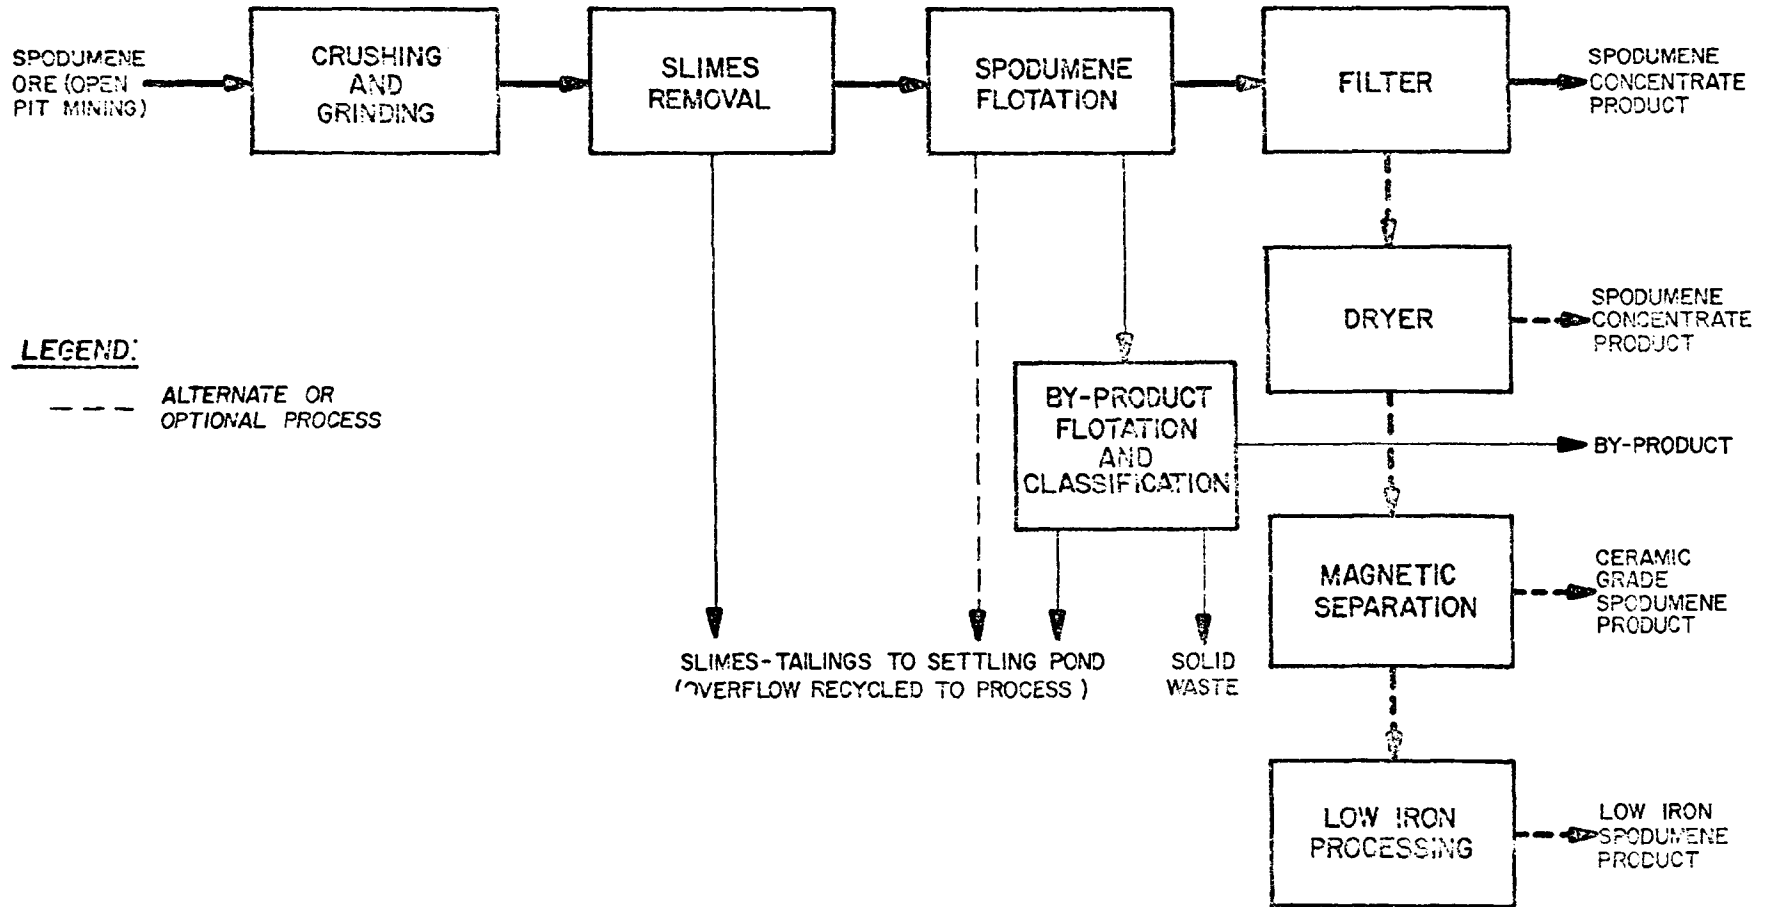 SPODUMENE
ORE (OPEN
PIT MINING)
CRUSHING
AND
GRINDING
SLIMES
REMOVAL
SPODUMENE
FLOTATION
FILTER
SPODUMENE
CONCENTRATE
PRODUCT
DRYER
SPODUMENE
CONCENTRATE
PRODUCT
LEGEND:
ALTERNATE OR
OPTIONAL PROCESS
BY-PRODUCT
FLOTATION
AND
CLASSIFICATION
BY-PRODUCT
MAGNETIC
SEPARATION
CERAMIC
GRADE
SPODUMENE
PRODUCT
SLIMES-TAILINGS TO SETTLING POND
(OVERFLOW RECYCLED TO PROCESS)
SOLID
WASTE
LOW IRON
PROCESSING
LOW IRON
SPODUMENE
PRODUCT